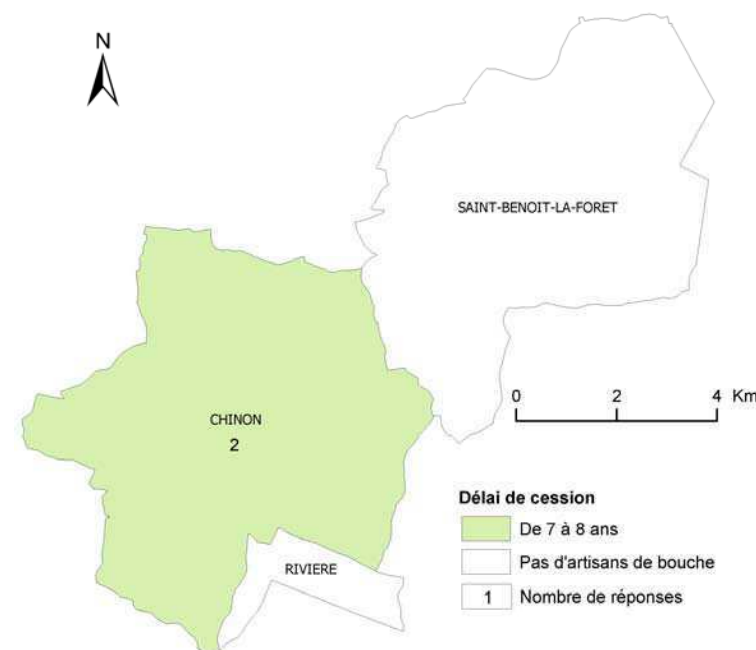 N
SAINT-BENOIT-LA-FORET
0 2 4 Km
CHINON
2
RIVIERE
Délai de cession
De 7 à 8 ans
Pas d'artisans de bouche
1 Nombre de réponses